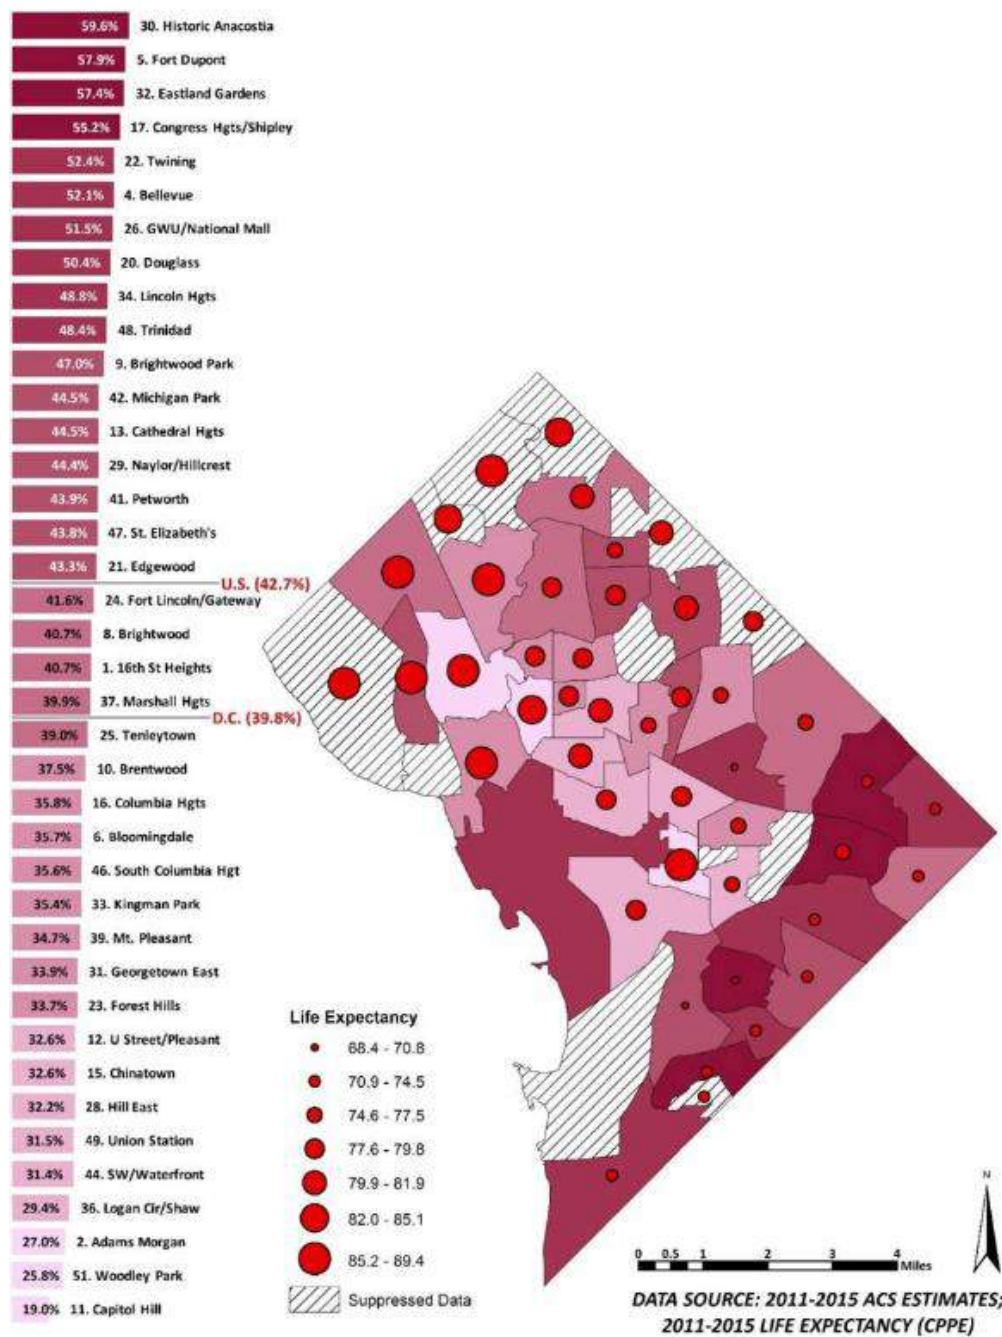 59.6% 30. Historic Anacostia
57.9% 5. Fort Dupont
57.4% 32. Eastland Gardens
55.2% 17. Congress Hgts/Shipley
52.4% 22. Twining
52.1% 4. Bellevue
51.5% 26. GWU/National Mall
50.4% 20. Douglass
48.8% 34. Lincoln Hgts
48.4% 48. Trinidad
47.0% 9. Brightwood Park
44.5% 42. Michigan Park
44.5% 13. Cathedral Hgts
44.4% 29. Naylor/Hillcrest
43.9% 41. Petworth
43.8% 47. St. Elizabeth's
43.3% 21. Edgewood
U.S. (42.7%)
41.6% 24. Fort Lincoln/Gateway
40.7% 8. Brightwood
40.7% 1. 16th St Heights
39.9% 37. Marshall Hgts
D.C. (39.8%)
39.0% 25. Tenleytown
37.5% 10. Brentwood
35.8% 16. Columbia Hgts
35.7% 6. Bloomingdale
35.6% 46. South Columbia Hgt
35.4% 33. Kingman Park
34.7% 39. Mt. Pleasant
33.9% 31. Georgetown East
33.7% 23. Forest Hills
32.6% 12. U Street/Pleasant
32.6% 15. Chinatown
32.2% 28. Hill East
31.5% 49. Union Station
31.4% 44. SW/Waterfront
29.4% 36. Logan Cir/Shaw
27.0% 2. Adams Morgan
25.8% 51. Woodley Park
19.0% 11. Capitol Hill
Life Expectancy
68.4 - 70.8
70.9 - 74.5
74.6 - 77.5
77.6 - 79.8
79.9 - 81.9
82.0 - 85.1
85.2 - 89.4
Suppressed Data
N
0 0.5 1 2 3 4
Miles
DATA SOURCE: 2011-2015 ACS ESTIMATES;
2011-2015 LIFE EXPECTANCY (CPPE)